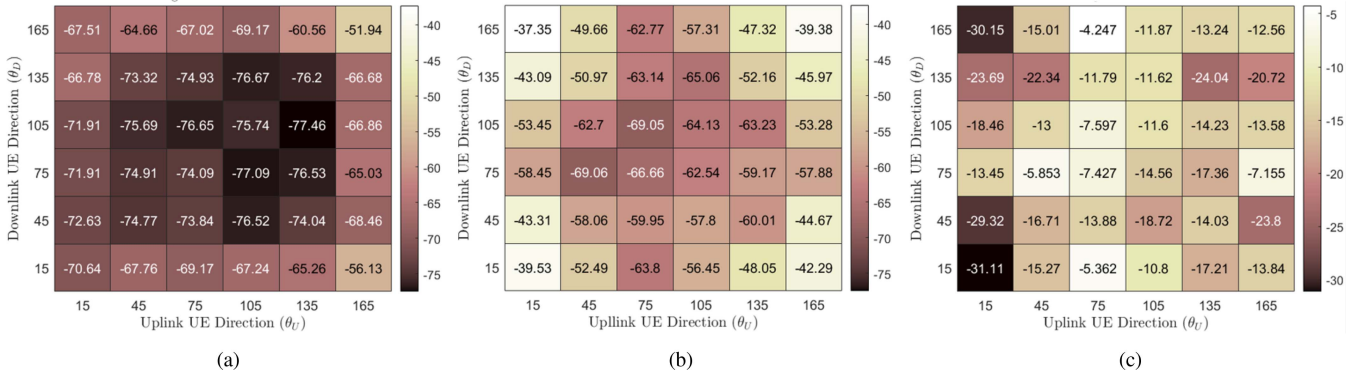 165 -67.51 -64.66 -67.02 -69.17 -60.56 -51.94
135 -66.78 -73.32 -74.93 -76.67 -76.2 -66.68
105 -71.91 -75.69 -76.65 -75.74 -77.46 -66.86
75 -71.91 -74.91 -74.09 -77.09 -76.53 -65.03
45 -72.63 -74.77 -73.84 -76.52 -74.04 -68.46
15 -70.64 -67.76 -69.17 -67.24 -65.26 -56.13
15 45 75 105 135 165
Downlink UE Direction (θ_D)
Uplink UE Direction (θ_U)
-40
-45
-50
-55
-60
-65
-70
-75
(a)
165 -37.35 -49.66 -62.77 -57.31 -47.32 -39.38
135 -43.09 -50.97 -63.14 -65.06 -52.16 -45.97
105 -53.45 -62.7 -69.05 -64.13 -63.23 -53.28
75 -58.45 -69.06 -66.66 -62.54 -59.17 -57.88
45 -43.31 -58.06 -59.95 -57.8 -60.01 -44.67
15 -39.53 -52.49 -63.8 -56.45 -48.05 -42.29
15 45 75 105 135 165
Downlink UE Direction (θ_D)
Upllink UE Direction (θ_U)
-40
-45
-50
-55
-60
-65
-70
-75
(b)
165 -30.15 -15.01 -4.247 -11.87 -13.24 -12.56
135 -23.69 -22.34 -11.79 -11.62 -24.04 -20.72
105 -18.46 -13 -7.597 -11.6 -14.23 -13.58
75 -13.45 -5.853 -7.427 -14.56 -17.36 -7.155
45 -29.32 -16.71 -13.88 -18.72 -14.03 -23.8
15 -31.11 -15.27 -5.362 -10.8 -17.21 -13.84
15 45 75 105 135 165
Downlink UE Direction (θ_D)
Uplink UE Direction (θ_U)
-5
-10
-15
-20
-25
-30
(c)